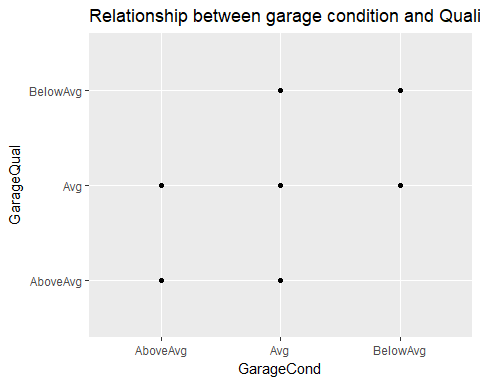 Relationship between garage condition and Quali
BelowAvg
Avg
AboveAvg
GarageQual
AboveAvg Avg BelowAvg
GarageCond